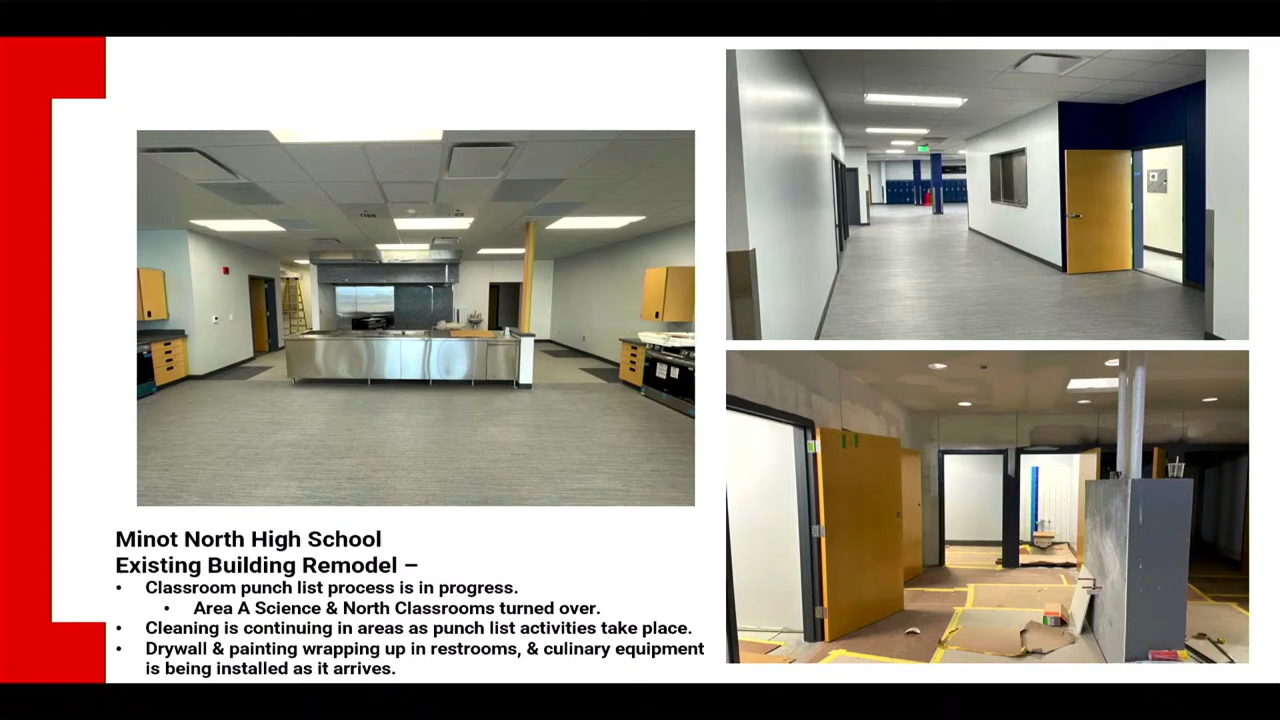 Minot North High School
Existing Building Remodel –
• Classroom punch list process is in progress.
• Area A Science & North Classrooms turned over.
• Cleaning is continuing in areas as punch list activities take place.
• Drywall & painting wrapping up in restrooms, & culinary equipment
is being installed as it arrives.